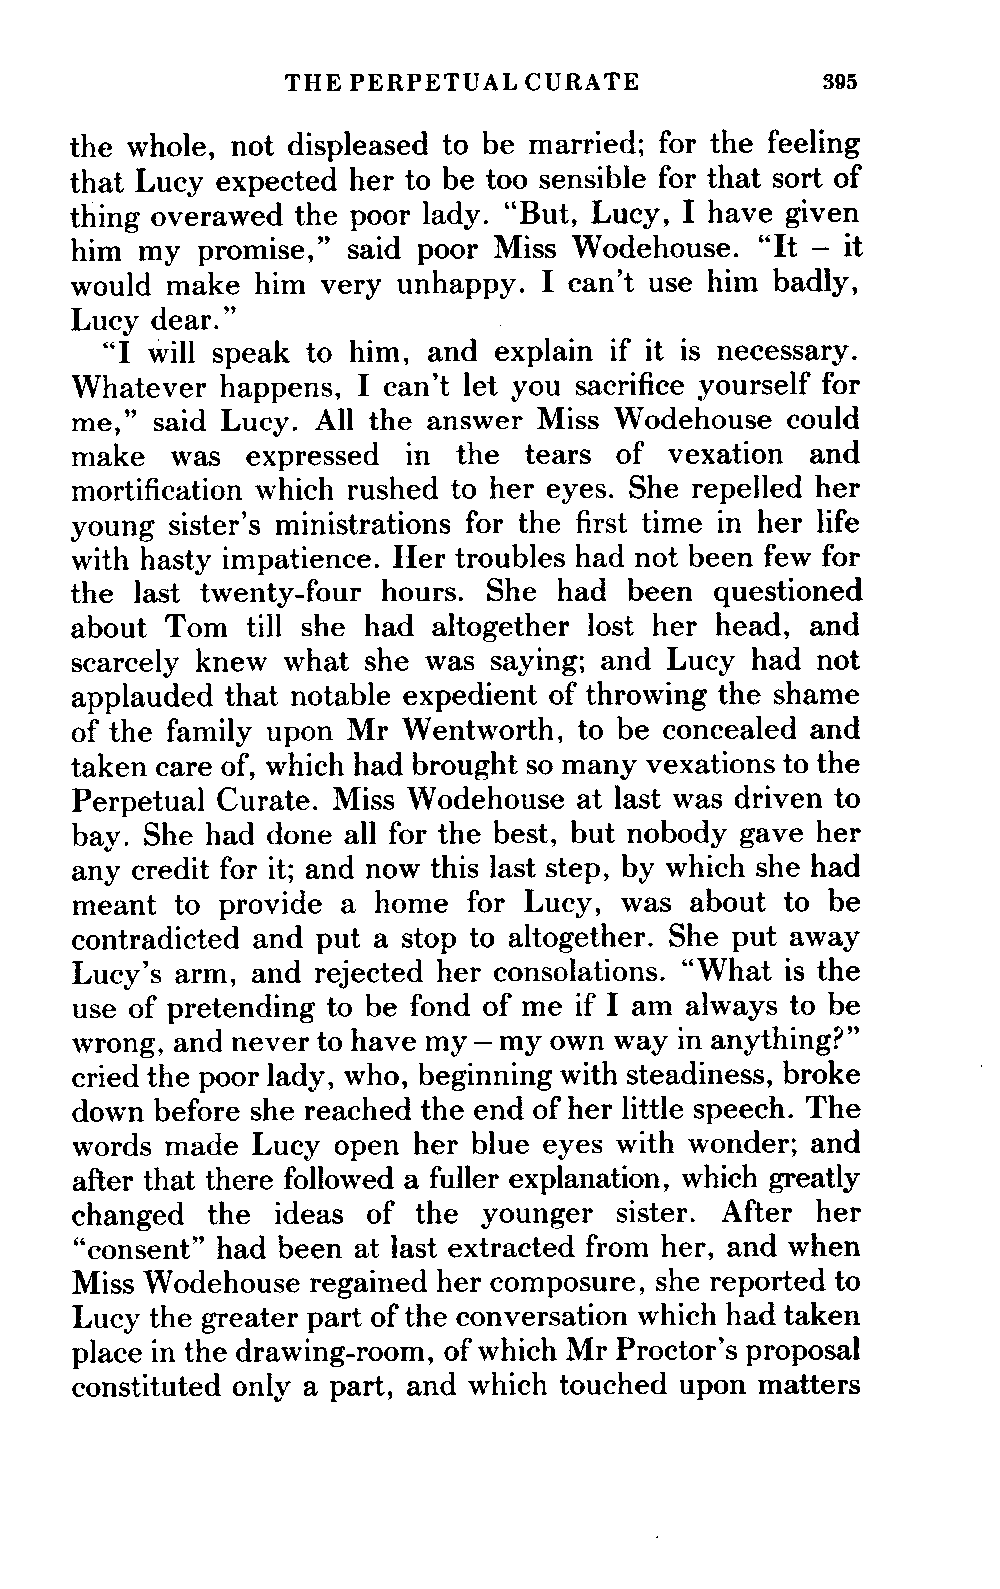 THE PERPETUAL CURATE 395
the whole, not displeased to be married; for the feeling
that Lucy expected her to be too sensible for that sort of
thing overawed the poor lady. “But, Lucy, I have given
him my promise,” said poor Miss Wodehouse. “It – it
would make him very unhappy. I can’t use him badly,
Lucy dear.”
“I will speak to him, and explain if it is necessary.
Whatever happens, I can’t let you sacrifice yourself for
me,” said Lucy. All the answer Miss Wodehouse could
make was expressed in the tears of vexation and
mortification which rushed to her eyes. She repelled her
young sister’s ministrations for the first time in her life
with hasty impatience. Her troubles had not been few for
the last twenty-four hours. She had been questioned
about Tom till she had altogether lost her head, and
scarcely knew what she was saying; and Lucy had not
applauded that notable expedient of throwing the shame
of the family upon Mr Wentworth, to be concealed and
taken care of, which had brought so many vexations to the
Perpetual Curate. Miss Wodehouse at last was driven to
bay. She had done all for the best, but nobody gave her
any credit for it; and now this last step, by which she had
meant to provide a home for Lucy, was about to be
contradicted and put a stop to altogether. She put away
Lucy’s arm, and rejected her consolations. “What is the
use of pretending to be fond of me if I am always to be
wrong, and never to have my – my own way in anything?”
cried the poor lady, who, beginning with steadiness, broke
down before she reached the end of her little speech. The
words made Lucy open her blue eyes with wonder; and
after that there followed a fuller explanation, which greatly
changed the ideas of the younger sister. After her
“consent” had been at last extracted from her, and when
Miss Wodehouse regained her composure, she reported to
Lucy the greater part of the conversation which had taken
place in the drawing-room, of which Mr Proctor’s proposal
constituted only a part, and which touched upon matters